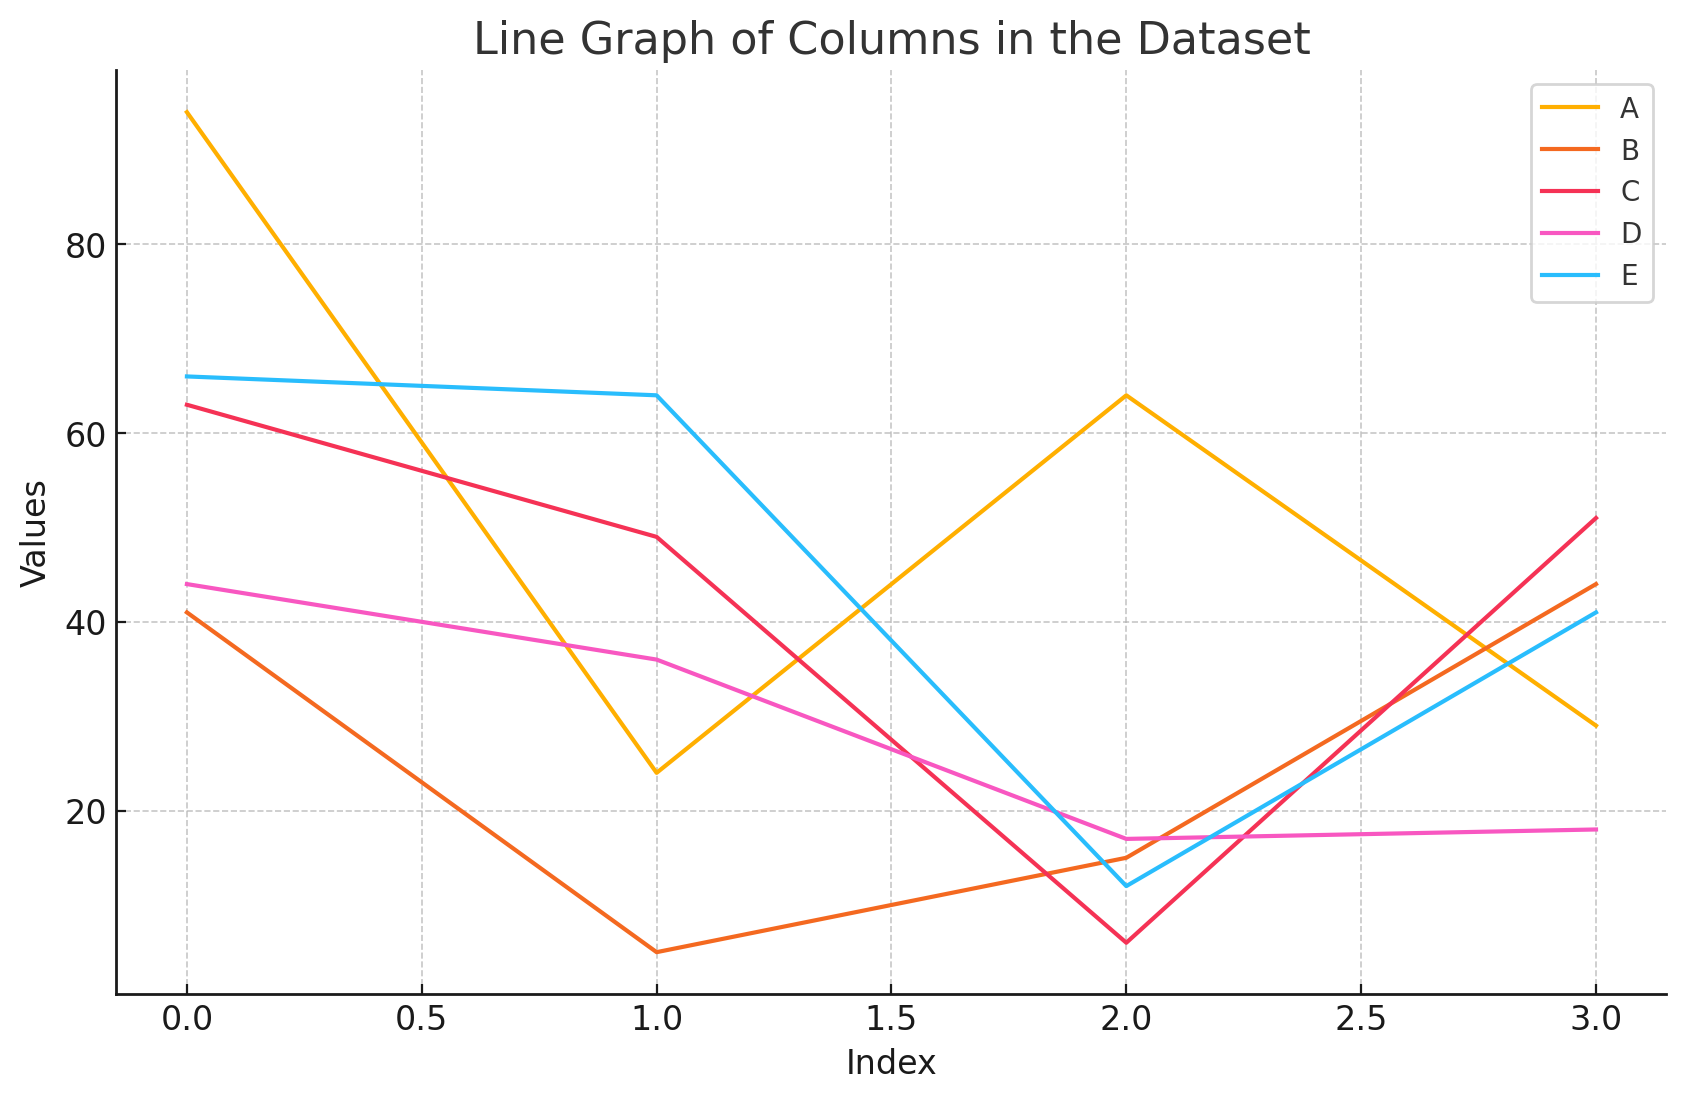 Line Graph of Columns in the Dataset
A
B
C
D
E
80
60
40
20
Values
0.0 0.5 1.0 1.5 2.0 2.5 3.0
Index